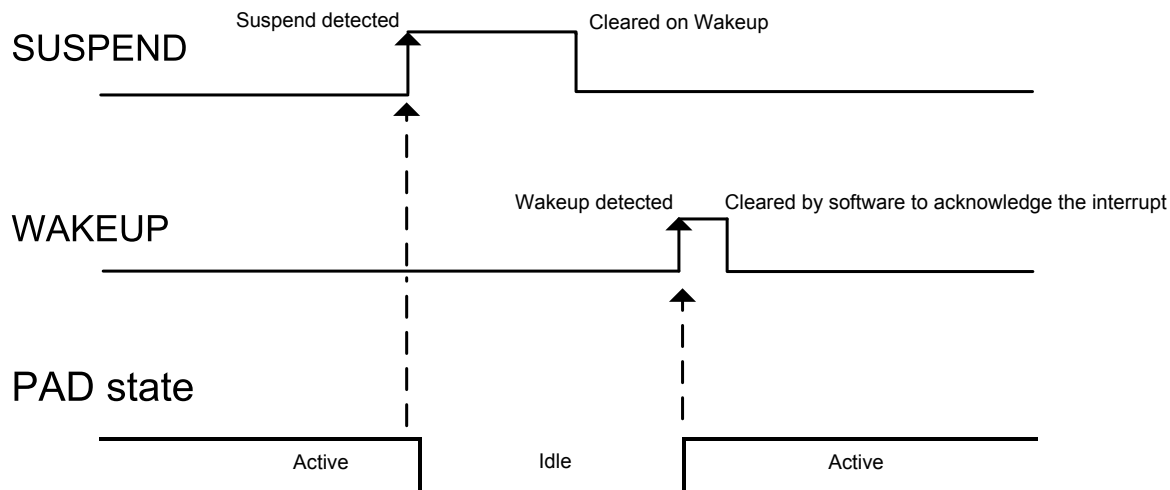 Suspend detected
Cleared on Wakeup
SUSPEND
Wakeup detected
Cleared by software to acknowledge the interrupt
WAKEUP
PAD state
Active
Idle
Active